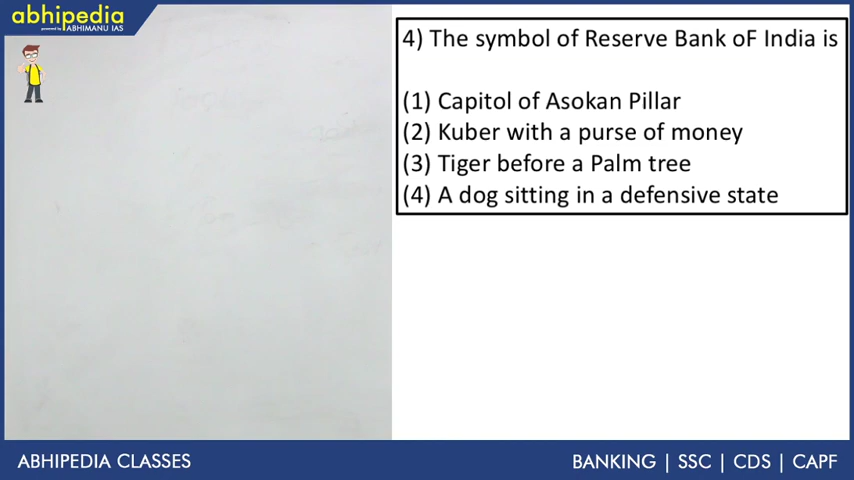 abhipedia
powered by ABHIMANU IAS
4) The symbol of Reserve Bank oF India is
(1) Capitol of Asokan Pillar
(2) Kuber with a purse of money
(3) Tiger before a Palm tree
(4) A dog sitting in a defensive state
ABHIPEDIA CLASSES
BANKING | SSC | CDS | CAPF